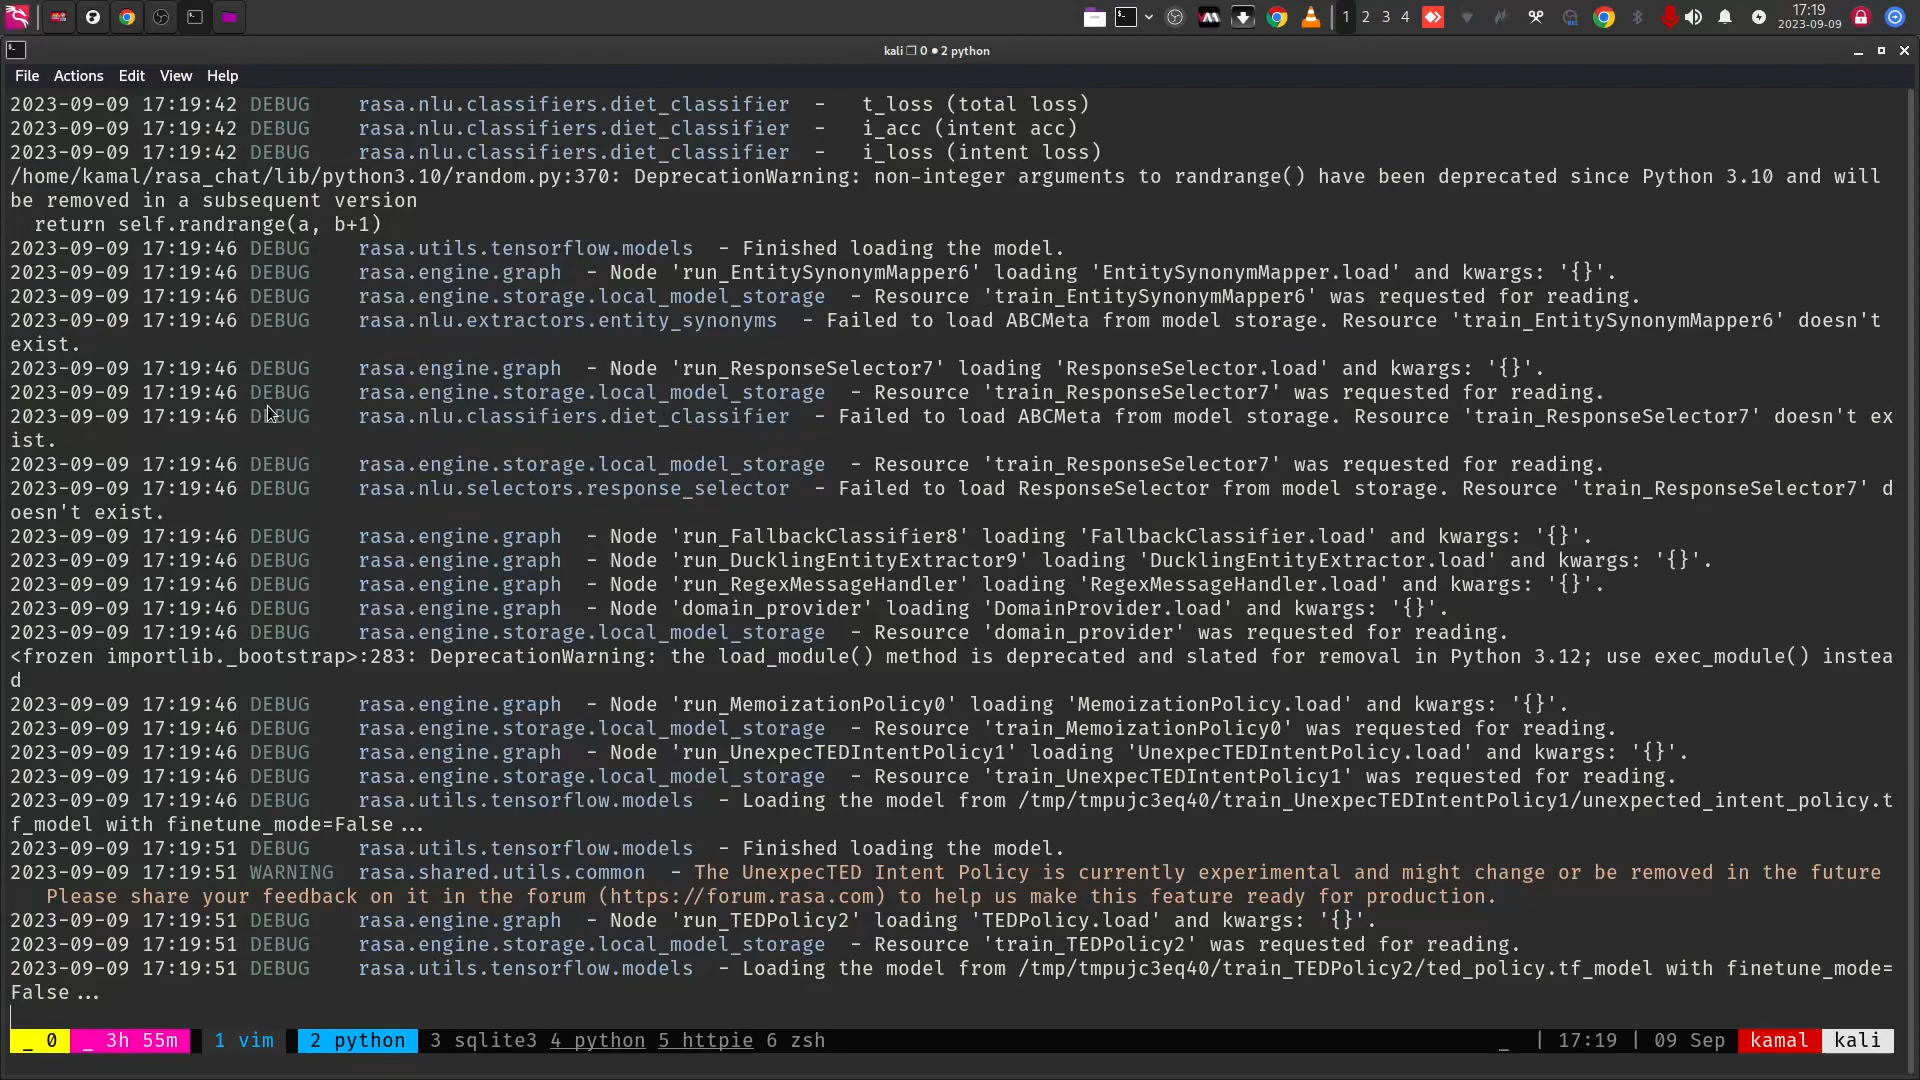 1 2 3 4
17:19
2023-09-09
kali ❐ 0 ● 2 python
File Actions Edit View Help
2023-09-09 17:19:42 DEBUG    rasa.nlu.classifiers.diet_classifier  -   t_loss (total loss)
2023-09-09 17:19:42 DEBUG    rasa.nlu.classifiers.diet_classifier  -   i_acc (intent acc)
2023-09-09 17:19:42 DEBUG    rasa.nlu.classifiers.diet_classifier  -   i_loss (intent loss)
/home/kamal/rasa_chat/lib/python3.10/random.py:370: DeprecationWarning: non-integer arguments to randrange() have been deprecated since Python 3.10 and will
be removed in a subsequent version
  return self.randrange(a, b+1)
2023-09-09 17:19:46 DEBUG    rasa.utils.tensorflow.models  - Finished loading the model.
2023-09-09 17:19:46 DEBUG    rasa.engine.graph  - Node 'run_EntitySynonymMapper6' loading 'EntitySynonymMapper.load' and kwargs: '{}'.
2023-09-09 17:19:46 DEBUG    rasa.engine.storage.local_model_storage  - Resource 'train_EntitySynonymMapper6' was requested for reading.
2023-09-09 17:19:46 DEBUG    rasa.nlu.extractors.entity_synonyms  - Failed to load ABCMeta from model storage. Resource 'train_EntitySynonymMapper6' doesn't
exist.
2023-09-09 17:19:46 DEBUG    rasa.engine.graph  - Node 'run_ResponseSelector7' loading 'ResponseSelector.load' and kwargs: '{}'.
2023-09-09 17:19:46 DEBUG    rasa.engine.storage.local_model_storage  - Resource 'train_ResponseSelector7' was requested for reading.
2023-09-09 17:19:46 DEBUG    rasa.nlu.classifiers.diet_classifier  - Failed to load ABCMeta from model storage. Resource 'train_ResponseSelector7' doesn't ex
ist.
2023-09-09 17:19:46 DEBUG    rasa.engine.storage.local_model_storage  - Resource 'train_ResponseSelector7' was requested for reading.
2023-09-09 17:19:46 DEBUG    rasa.nlu.selectors.response_selector  - Failed to load ResponseSelector from model storage. Resource 'train_ResponseSelector7' d
oesn't exist.
2023-09-09 17:19:46 DEBUG    rasa.engine.graph  - Node 'run_FallbackClassifier8' loading 'FallbackClassifier.load' and kwargs: '{}'.
2023-09-09 17:19:46 DEBUG    rasa.engine.graph  - Node 'run_DucklingEntityExtractor9' loading 'DucklingEntityExtractor.load' and kwargs: '{}'.
2023-09-09 17:19:46 DEBUG    rasa.engine.graph  - Node 'run_RegexMessageHandler' loading 'RegexMessageHandler.load' and kwargs: '{}'.
2023-09-09 17:19:46 DEBUG    rasa.engine.graph  - Node 'domain_provider' loading 'DomainProvider.load' and kwargs: '{}'.
2023-09-09 17:19:46 DEBUG    rasa.engine.storage.local_model_storage  - Resource 'domain_provider' was requested for reading.
<frozen importlib._bootstrap>:283: DeprecationWarning: the load_module() method is deprecated and slated for removal in Python 3.12; use exec_module() instea
d
2023-09-09 17:19:46 DEBUG    rasa.engine.graph  - Node 'run_MemoizationPolicy0' loading 'MemoizationPolicy.load' and kwargs: '{}'.
2023-09-09 17:19:46 DEBUG    rasa.engine.storage.local_model_storage  - Resource 'train_MemoizationPolicy0' was requested for reading.
2023-09-09 17:19:46 DEBUG    rasa.engine.graph  - Node 'run_UnexpecTEDIntentPolicy1' loading 'UnexpecTEDIntentPolicy.load' and kwargs: '{}'.
2023-09-09 17:19:46 DEBUG    rasa.engine.storage.local_model_storage  - Resource 'train_UnexpecTEDIntentPolicy1' was requested for reading.
2023-09-09 17:19:46 DEBUG    rasa.utils.tensorflow.models  - Loading the model from /tmp/tmpujc3eq40/train_UnexpecTEDIntentPolicy1/unexpected_intent_policy.t
f_model with finetune_mode=False...
2023-09-09 17:19:51 DEBUG    rasa.utils.tensorflow.models  - Finished loading the model.
2023-09-09 17:19:51 WARNING  rasa.shared.utils.common  - The UnexpecTED Intent Policy is currently experimental and might change or be removed in the future
   Please share your feedback on it in the forum (https://forum.rasa.com) to help us make this feature ready for production.
2023-09-09 17:19:51 DEBUG    rasa.engine.graph  - Node 'run_TEDPolicy2' loading 'TEDPolicy.load' and kwargs: '{}'.
2023-09-09 17:19:51 DEBUG    rasa.engine.storage.local_model_storage  - Resource 'train_TEDPolicy2' was requested for reading.
2023-09-09 17:19:51 DEBUG    rasa.utils.tensorflow.models  - Loading the model from /tmp/tmpujc3eq40/train_TEDPolicy2/ted_policy.tf_model with finetune_mode=
False...
_ 0 _ 3h 55m 1 vim 2 python 3 sqlite3 4 python 5 httpie 6 zsh _ | 17:19 | 09 Sep kamal kali